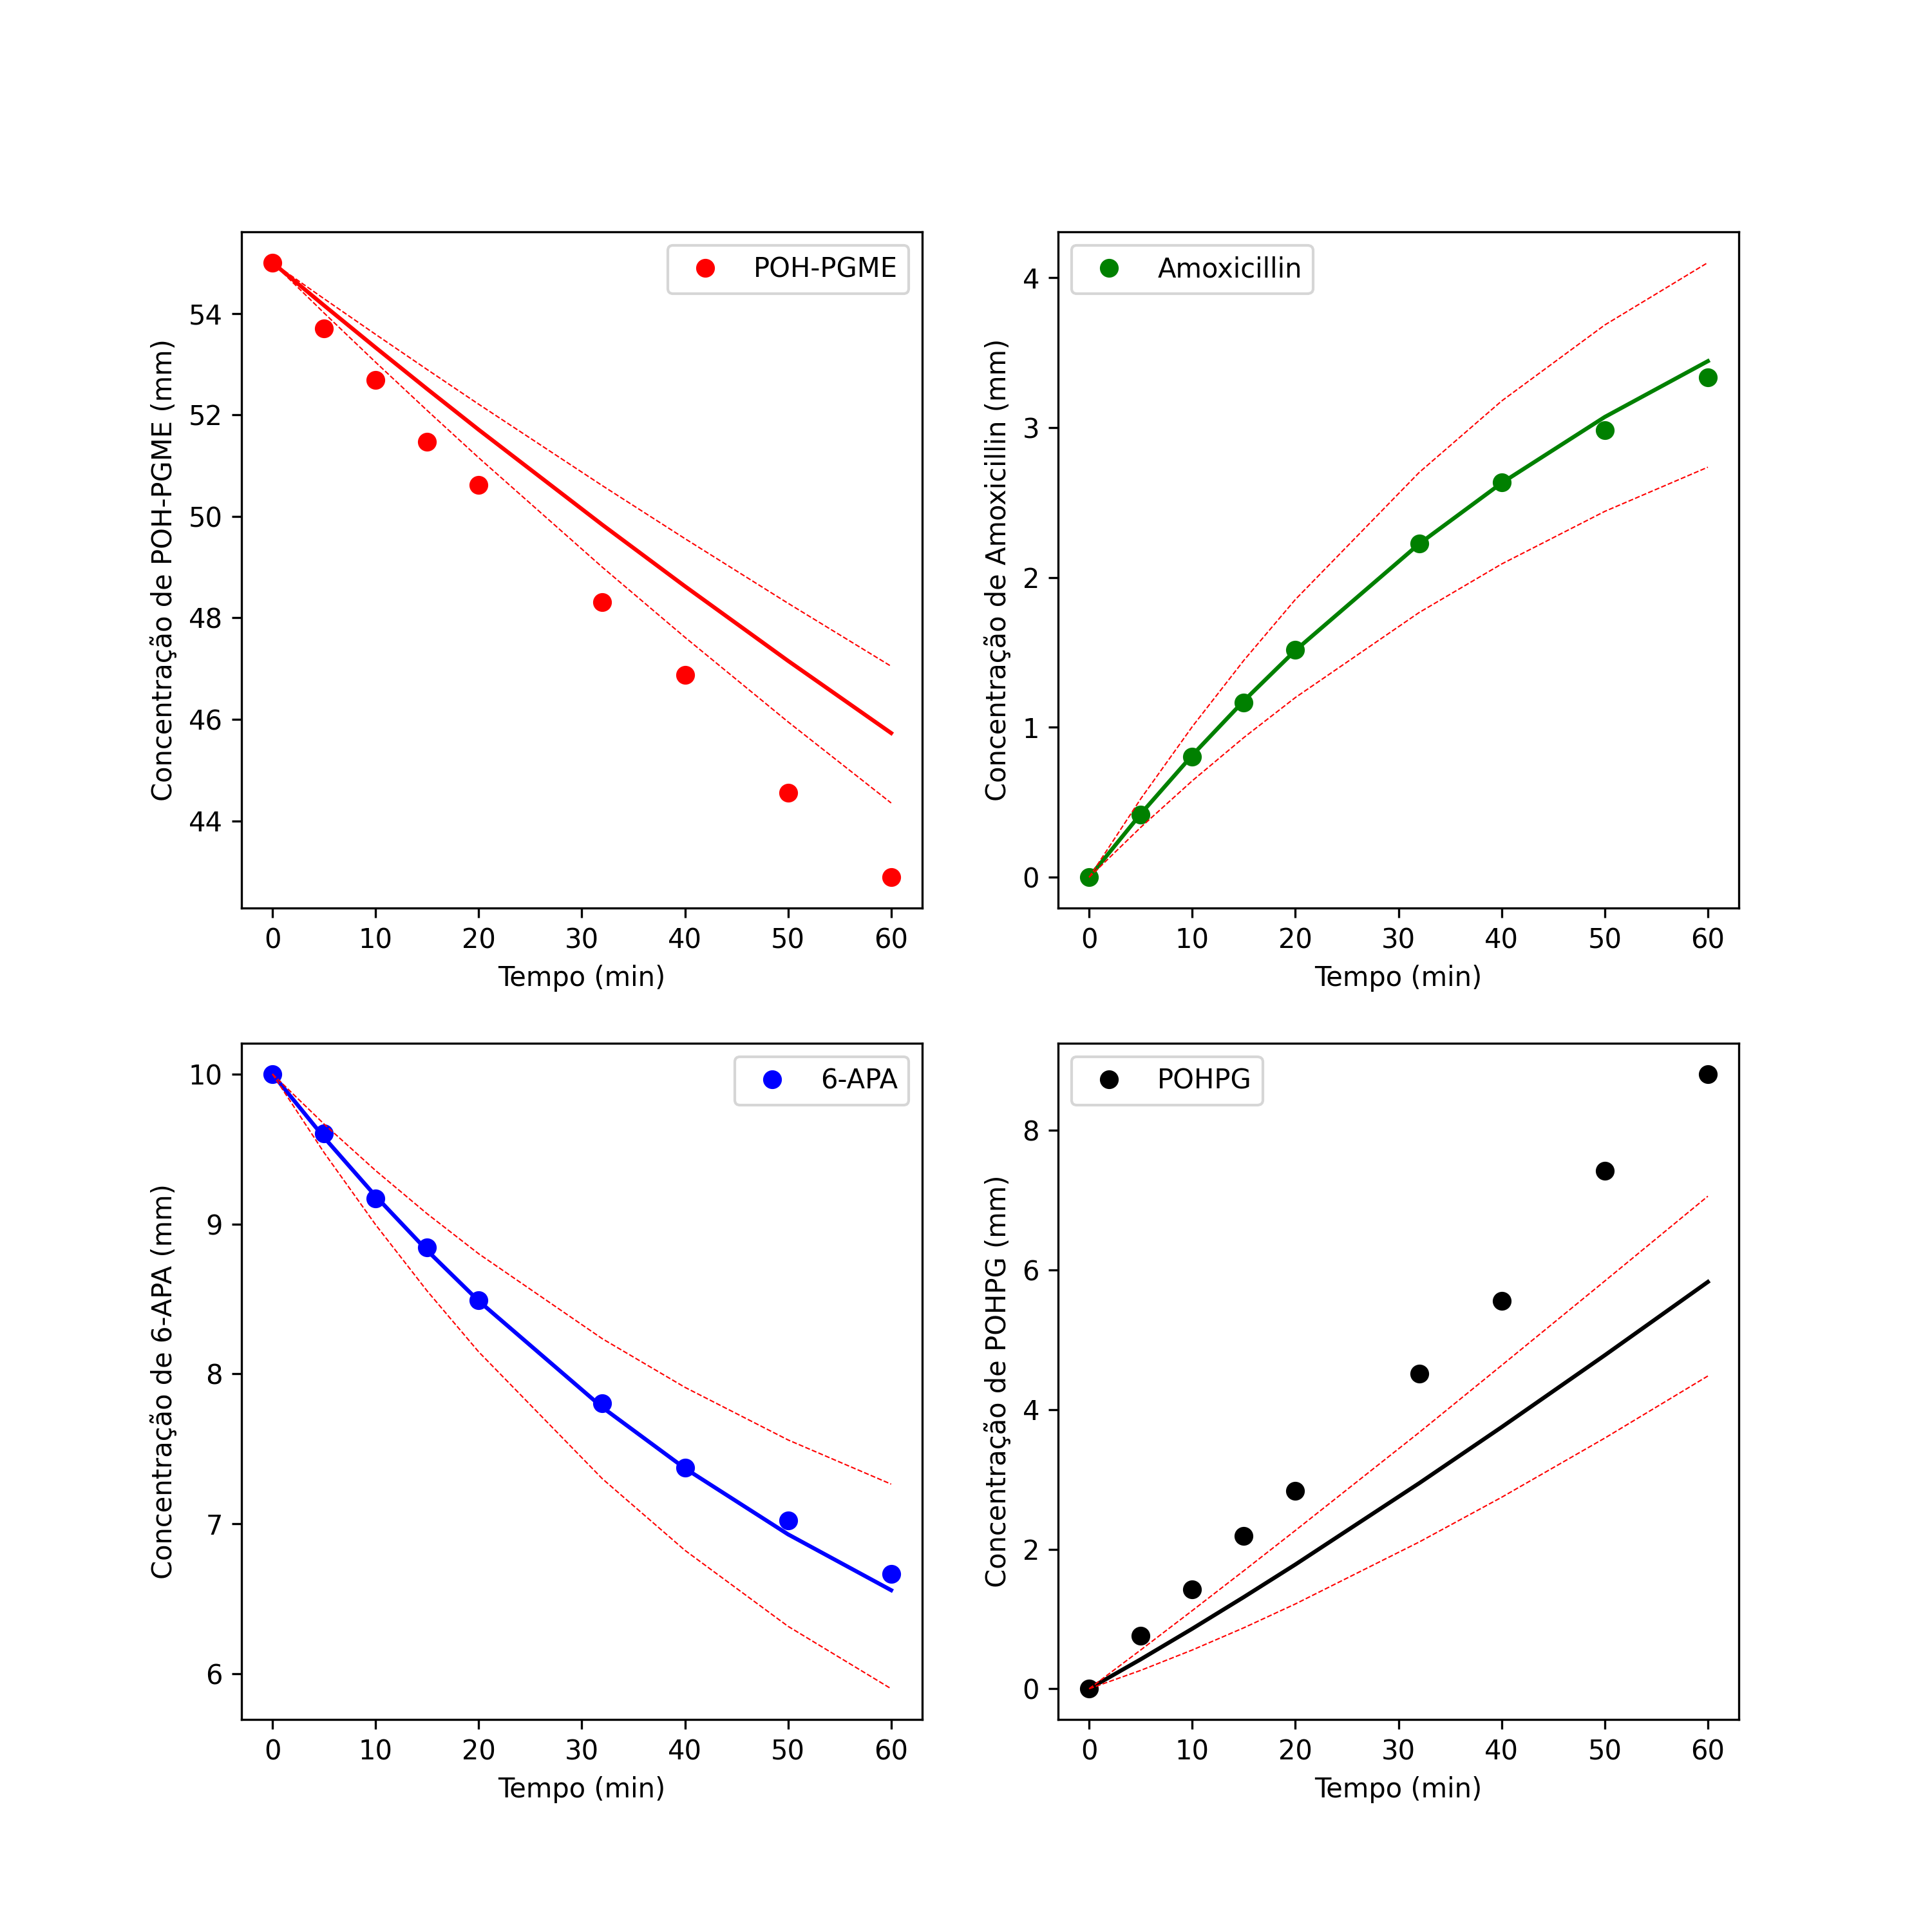 POH-PGME
Concentração de POH-PGME (mm)
54
52
50
48
46
44
0 10 20 30 40 50 60
Tempo (min)
Amoxicillin
Concentração de Amoxicillin (mm)
4
3
2
1
0
0 10 20 30 40 50 60
Tempo (min)
6-APA
Concentração de 6-APA (mm)
10
9
8
7
6
0 10 20 30 40 50 60
Tempo (min)
POHPG
Concentração de POHPG (mm)
8
6
4
2
0
0 10 20 30 40 50 60
Tempo (min)